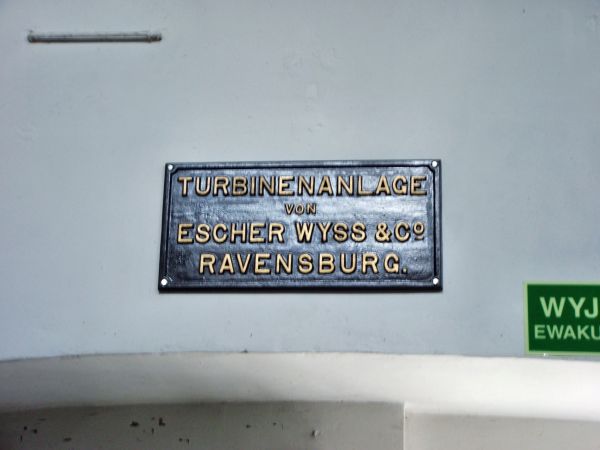 TURBINENANLAGE
VON
ESCHER WYSS & Cº
RAVENSBURG.
WYJ
EWAKU